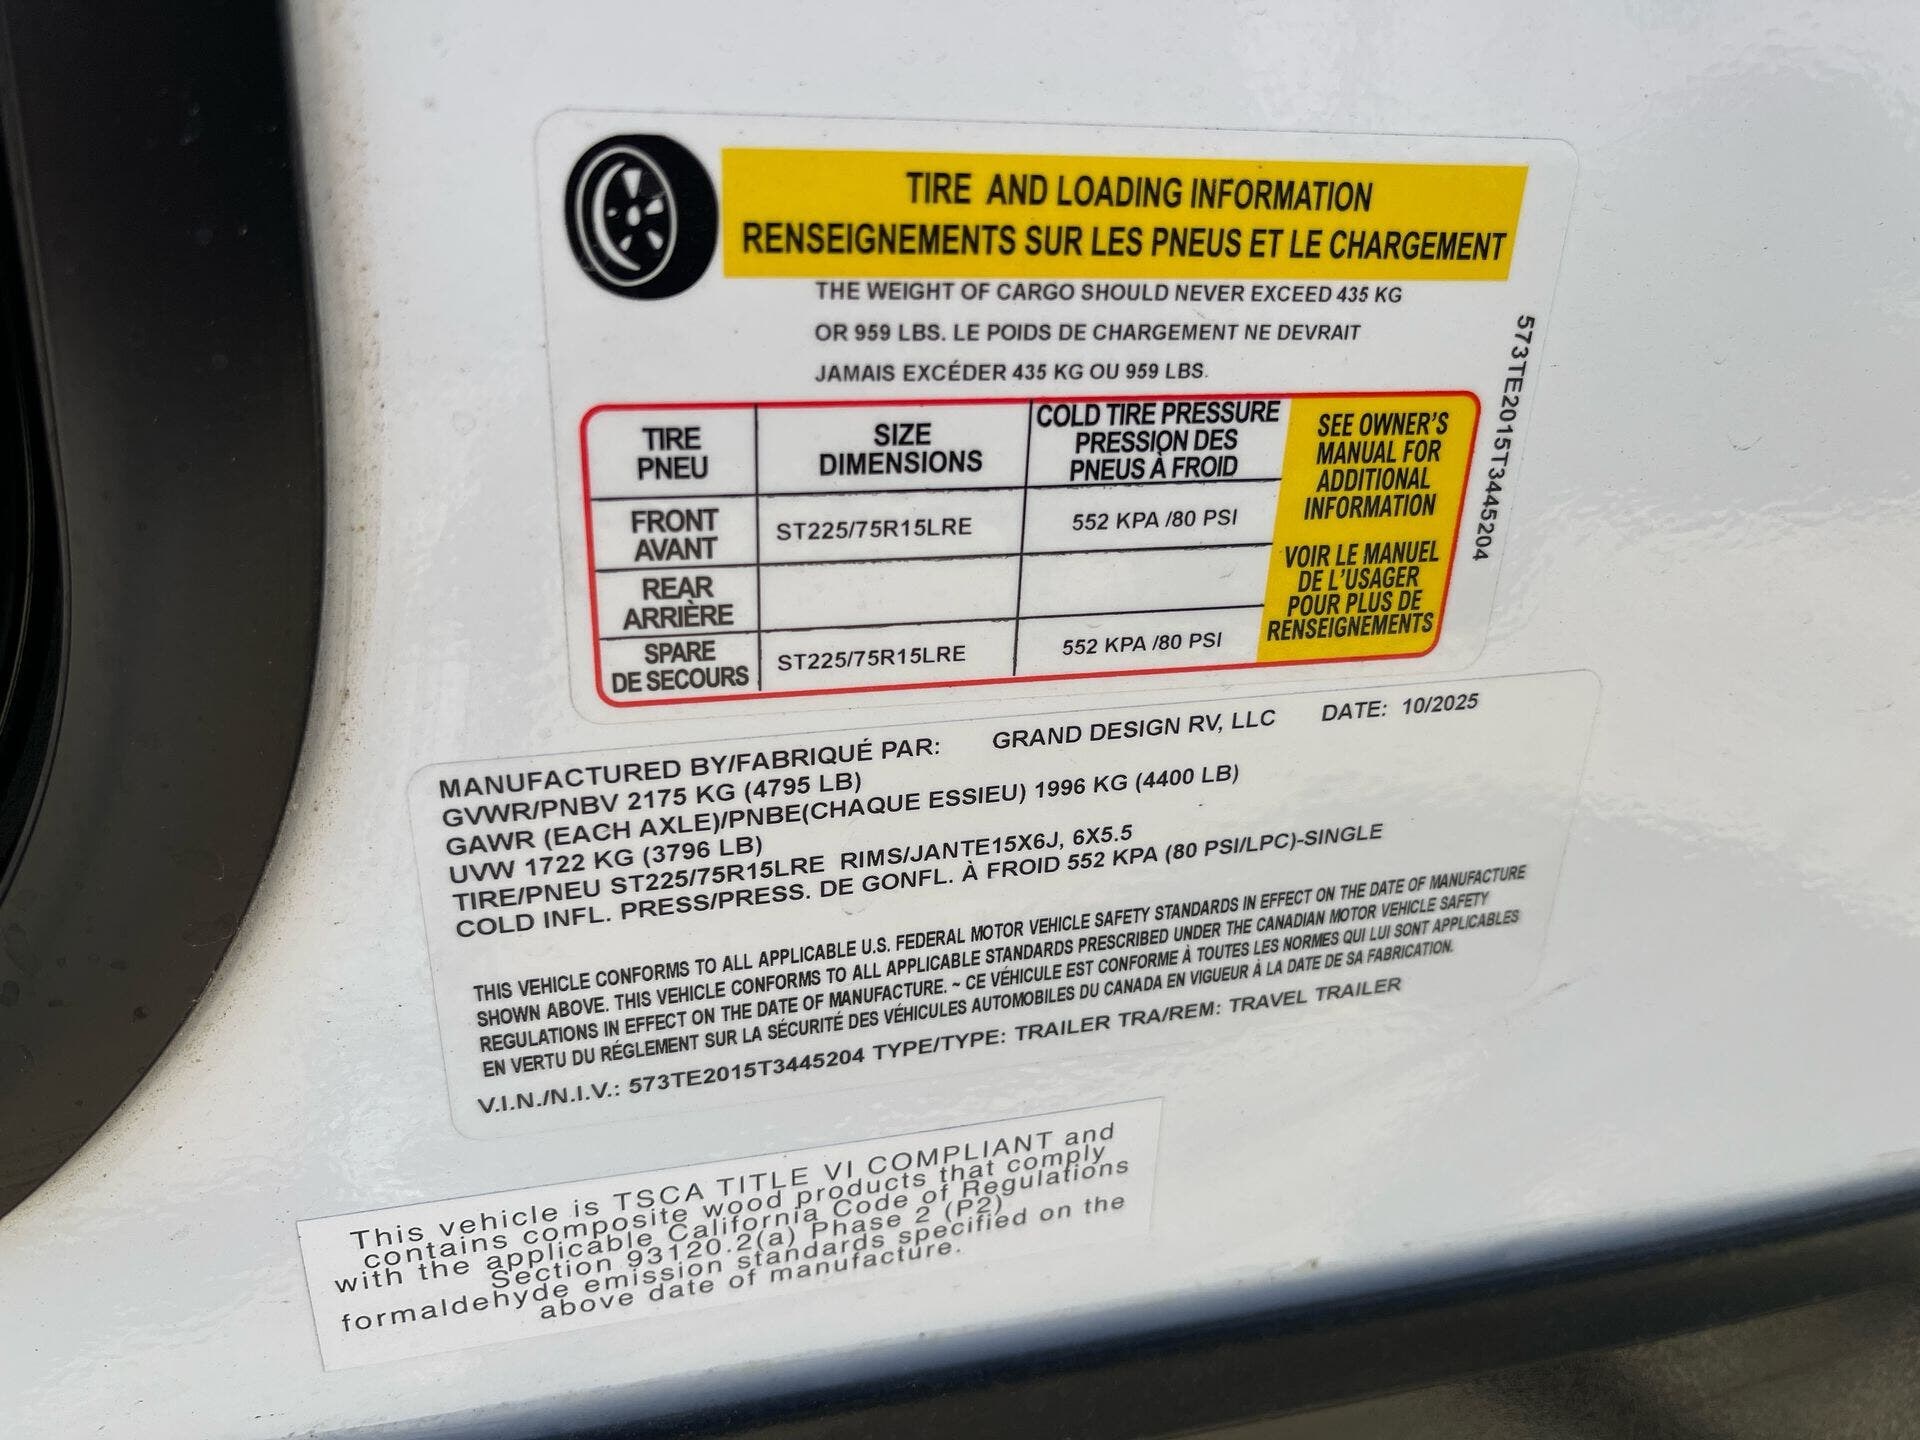 TIRE AND LOADING INFORMATION
RENSEIGNEMENTS SUR LES PNEUS ET LE CHARGEMENT
THE WEIGHT OF CARGO SHOULD NEVER EXCEED 435 KG
OR 959 LBS. LE POIDS DE CHARGEMENT NE DEVRAIT
JAMAIS EXCÉDER 435 KG OU 959 LBS.
TIRE
PNEU
SIZE
DIMENSIONS
COLD TIRE PRESSURE
PRESSION DES
PNEUS À FROID
FRONT
AVANT
ST225/75R15LRE
552 KPA /80 PSI
REAR
ARRIÈRE
SPARE
DE SECOURS
ST225/75R15LRE
552 KPA /80 PSI
SEE OWNER'S
MANUAL FOR
ADDITIONAL
INFORMATION
VOIR LE MANUEL
DE L'USAGER
POUR PLUS DE
RENSEIGNEMENTS
573TE2015T3445204
MANUFACTURED BY/FABRIQUÉ PAR: GRAND DESIGN RV, LLC DATE: 10/2025
GVWR/PNBV 2175 KG (4795 LB)
GAWR (EACH AXLE)/PNBE(CHAQUE ESSIEU) 1996 KG (4400 LB)
UVW 1722 KG (3796 LB)
TIRE/PNEU ST225/75R15LRE RIMS/JANTE15X6J, 6X5.5
COLD INFL. PRESS/PRESS. DE GONFL. À FROID 552 KPA (80 PSI/LPC)-SINGLE
THIS VEHICLE CONFORMS TO ALL APPLICABLE U.S. FEDERAL MOTOR VEHICLE SAFETY STANDARDS IN EFFECT ON THE DATE OF MANUFACTURE
SHOWN ABOVE. THIS VEHICLE CONFORMS TO ALL APPLICABLE STANDARDS PRESCRIBED UNDER THE CANADIAN MOTOR VEHICLE SAFETY
REGULATIONS IN EFFECT ON THE DATE OF MANUFACTURE. ~ CE VÉHICULE EST CONFORME À TOUTES LES NORMES QUI LUI SONT APPLICABLES
EN VERTU DU RÉGLEMENT SUR LA SÉCURITÉ DES VÉHICULES AUTOMOBILES DU CANADA EN VIGUEUR À LA DATE DE SA FABRICATION.
V.I.N./N.I.V.: 573TE2015T3445204 TYPE/TYPE: TRAILER TRA/REM: TRAVEL TRAILER
This vehicle is TSCA TITLE VI COMPLIANT and
contains composite wood products that comply
with the applicable California Code of Regulations
Section 93120.2(a) Phase 2 (P2)
formaldehyde emission standards specified on the
above date of manufacture.